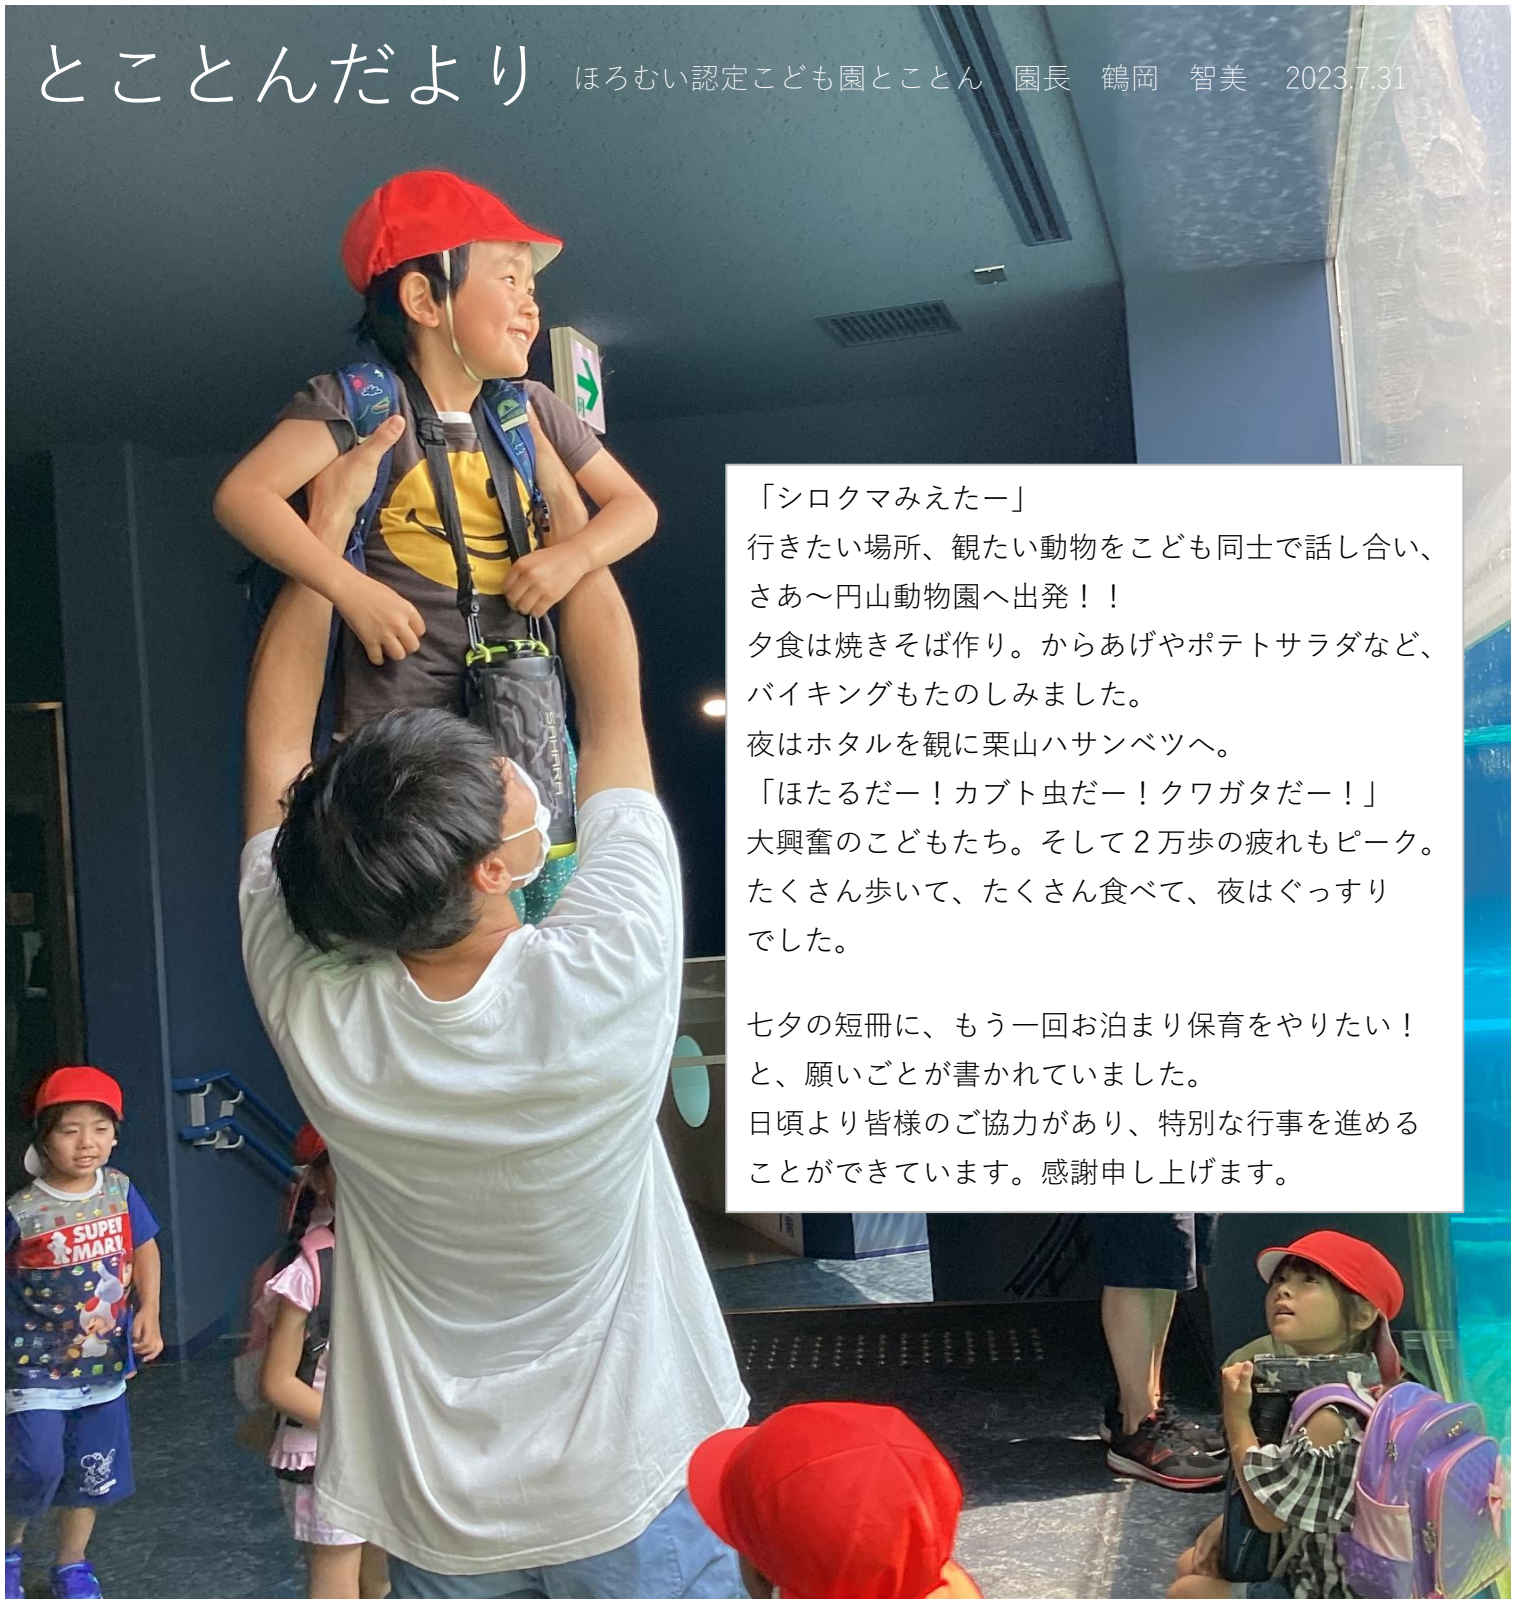 とことんだより　ほろむい認定こども園とことん　園長　鶴岡　智美　2023.7.31
「シロクマみえたー」
行きたい場所、観たい動物をこども同士で話し合い、
さあ～円山動物園へ出発！！
夕食は焼きそば作り。からあげやポテトサラダなど、
バイキングもたのしみました。
夜はホタルを観に栗山ハサンベツへ。
「ほたるだー！カブト虫だー！クワガタだー！」
大興奮のこどもたち。そして２万歩の疲れもピーク。
たくさん歩いて、たくさん食べて、夜はぐっすり
でした。
七夕の短冊に、もう一回お泊まり保育をやりたい！
と、願いごとが書かれていました。
日頃より皆様のご協力があり、特別な行事を進める
ことができています。感謝申し上げます。
SAHARA
SUPER
MARI